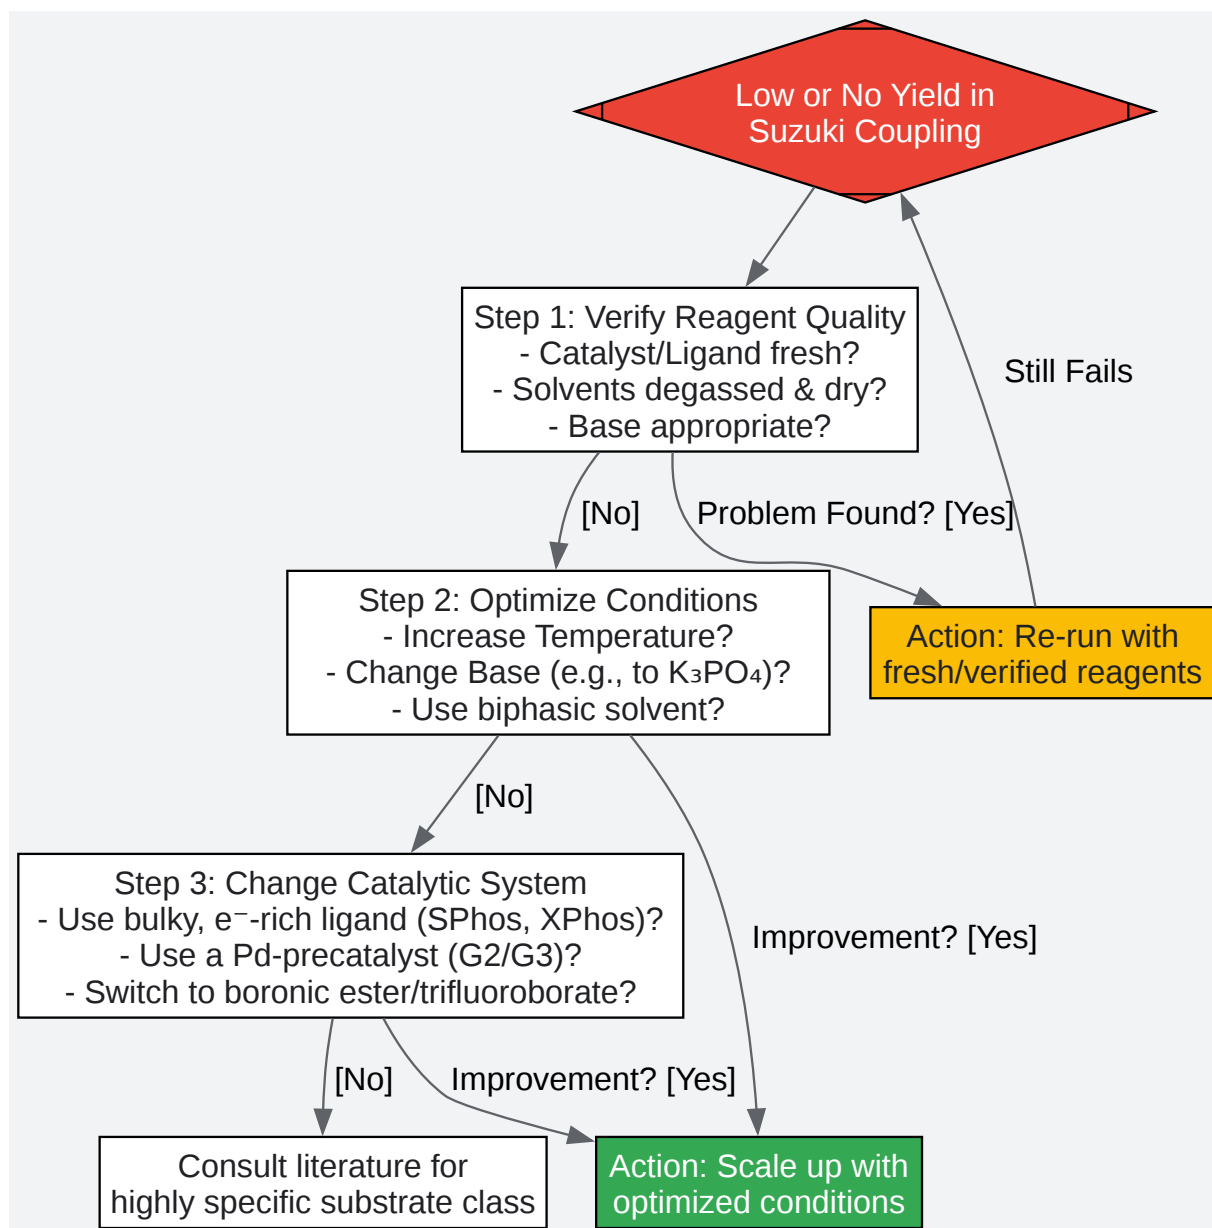 Low or No Yield in
Suzuki Coupling
Step 1: Verify Reagent Quality
- Catalyst/Ligand fresh?
- Solvents degassed & dry?
- Base appropriate?
Still Fails
[No]
Problem Found? [Yes]
Step 2: Optimize Conditions
- Increase Temperature?
- Change Base (e.g., to K₃PO₄)?
- Use biphasic solvent?
Action: Re-run with
fresh/verified reagents
[No]
Step 3: Change Catalytic System
- Use bulky, e⁻-rich ligand (SPhos, XPhos)?
- Use a Pd-precatalyst (G2/G3)?
- Switch to boronic ester/trifluoroborate?
Improvement? [Yes]
[No]
Improvement? [Yes]
Consult literature for
highly specific substrate class
Action: Scale up with
optimized conditions